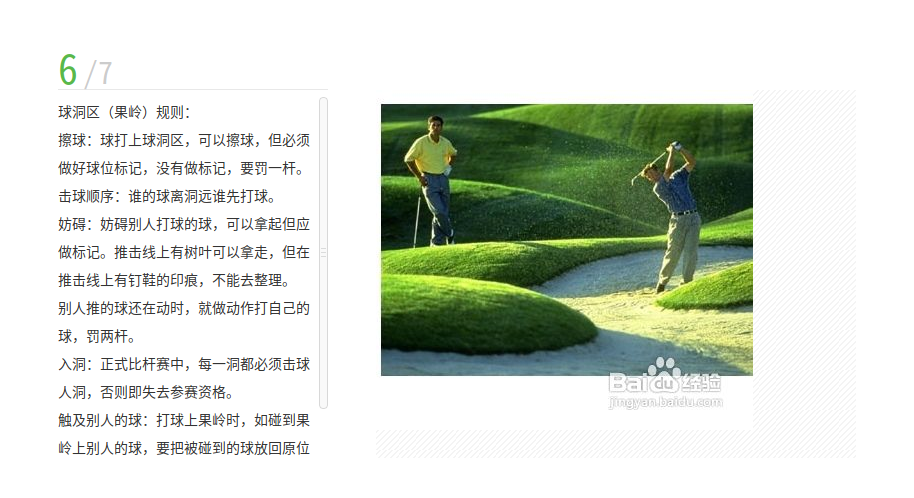 6/7
球洞区（果岭）规则：
擦球：球打上球洞区，可以擦球，但必须
做好球位标记，没有做标记，要罚一杆。
击球顺序：谁的球离洞远谁先打球。
妨碍：妨碍别人打球的球，可以拿起但应
做标记。推击线上有树叶可以拿走，但在
推击线上有钉鞋的印痕，不能去整理。
别人推的球还在动时，就做动作打自己的
球，罚两杆。
入洞：正式比杆赛中，每一洞都必须击球
人洞，否则即失去参赛资格。
触及别人的球：打球上果岭时，如碰到果
岭上别人的球，要把被碰到的球放回原位
Bai du 经验
jingyan.baidu.com